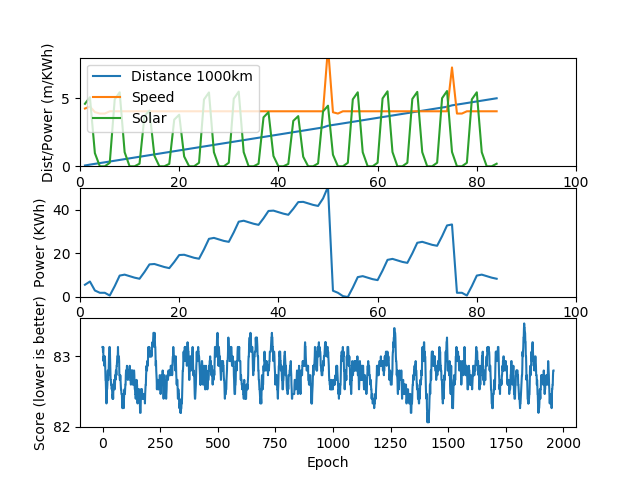 Dist/Power (m/KWh)
5
0
Distance 1000km
Speed
Solar
0 20 40 60 80 100
Power (KWh)
40
20
0
0 20 40 60 80 100
Score (lower is better)
83
82
0 250 500 750 1000 1250 1500 1750 2000
Epoch